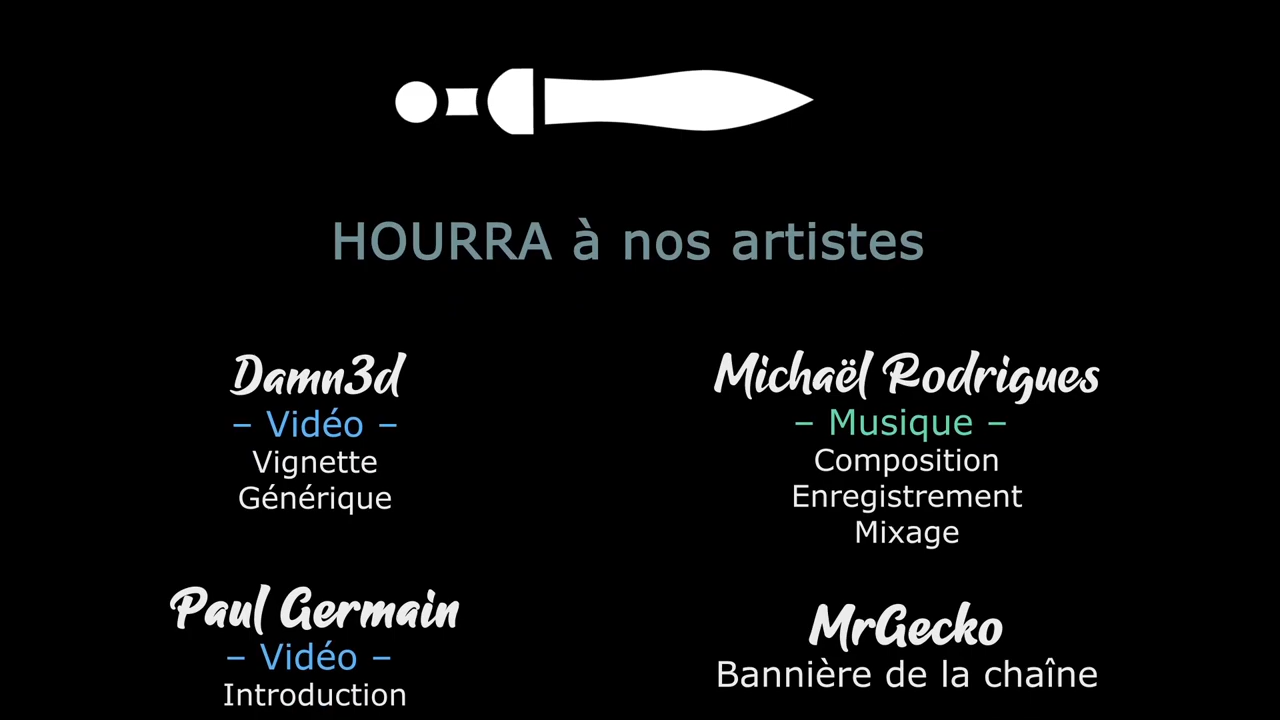 HOURRA à nos artistes
Damn3d
– Vidéo –
Vignette
Générique
Michaël Rodrigues
– Musique –
Composition
Enregistrement
Mixage
Paul Germain
– Vidéo –
Introduction
MrGecko
Bannière de la chaîne